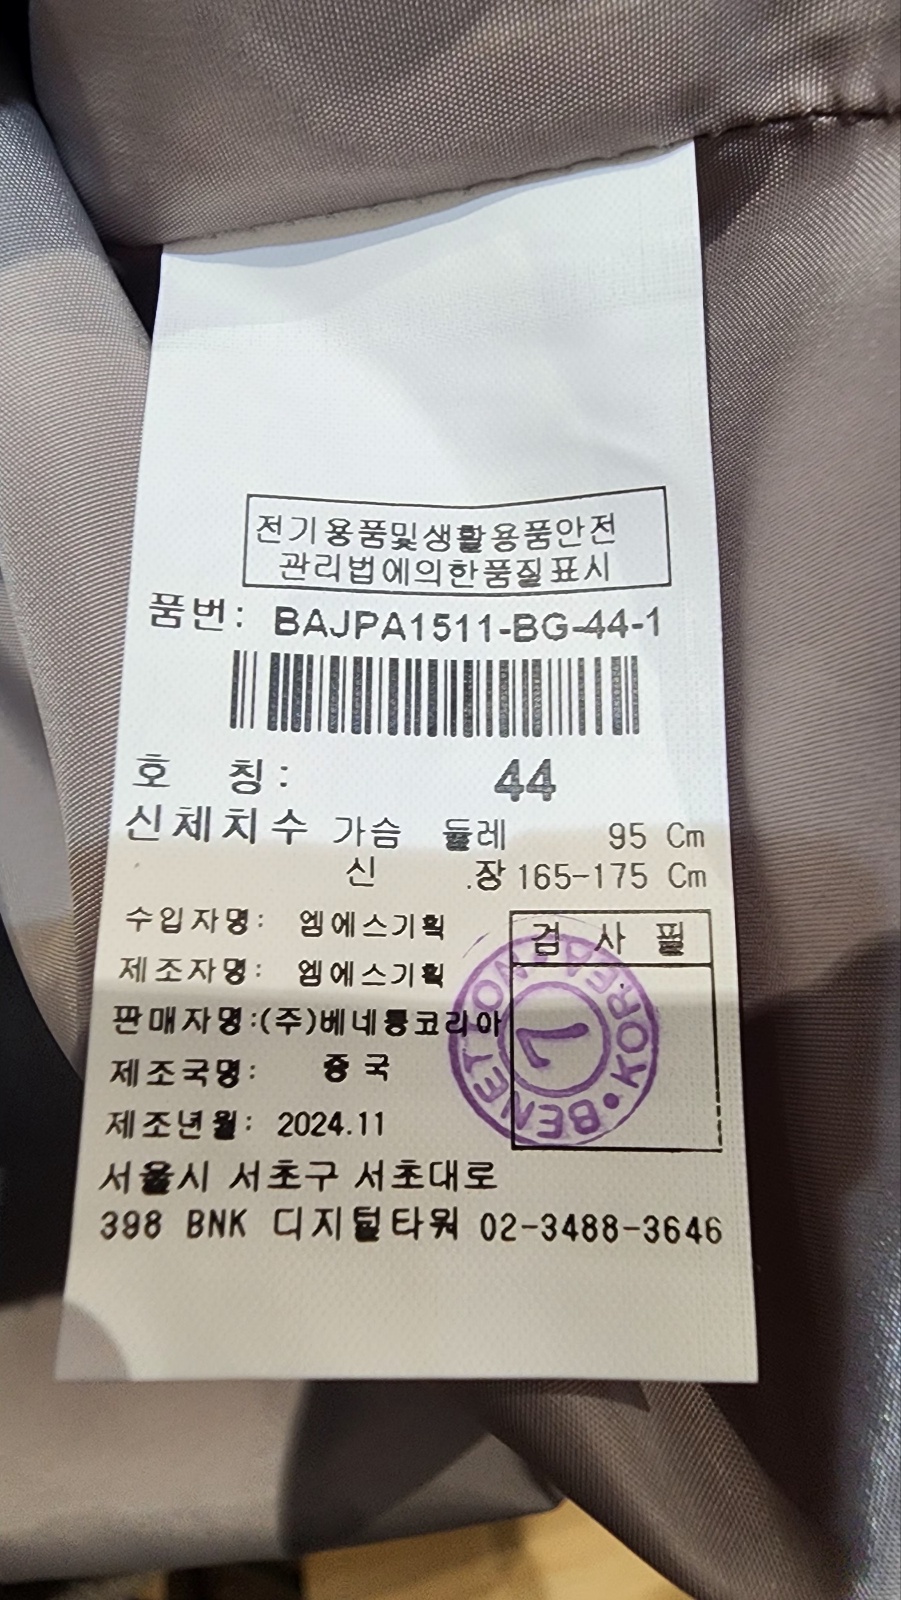 전기용품및생활용품안전
관리법에의한품질표시
품번: BAJPA1511-BG-44-1
호 칭: 44
신체치수 가슴 둘레 95 Cm
신 .장 165-175 Cm
수입자명: 엠에스기획
제조자명: 엠에스기획
판매자명:(주)베네통코리아
제조국명: 중국
제조년월: 2024.11
검 사 필
BENETTON KOREA
7
서울시 서초구 서초대로
398 BNK 디지털타워 02-3488-3646